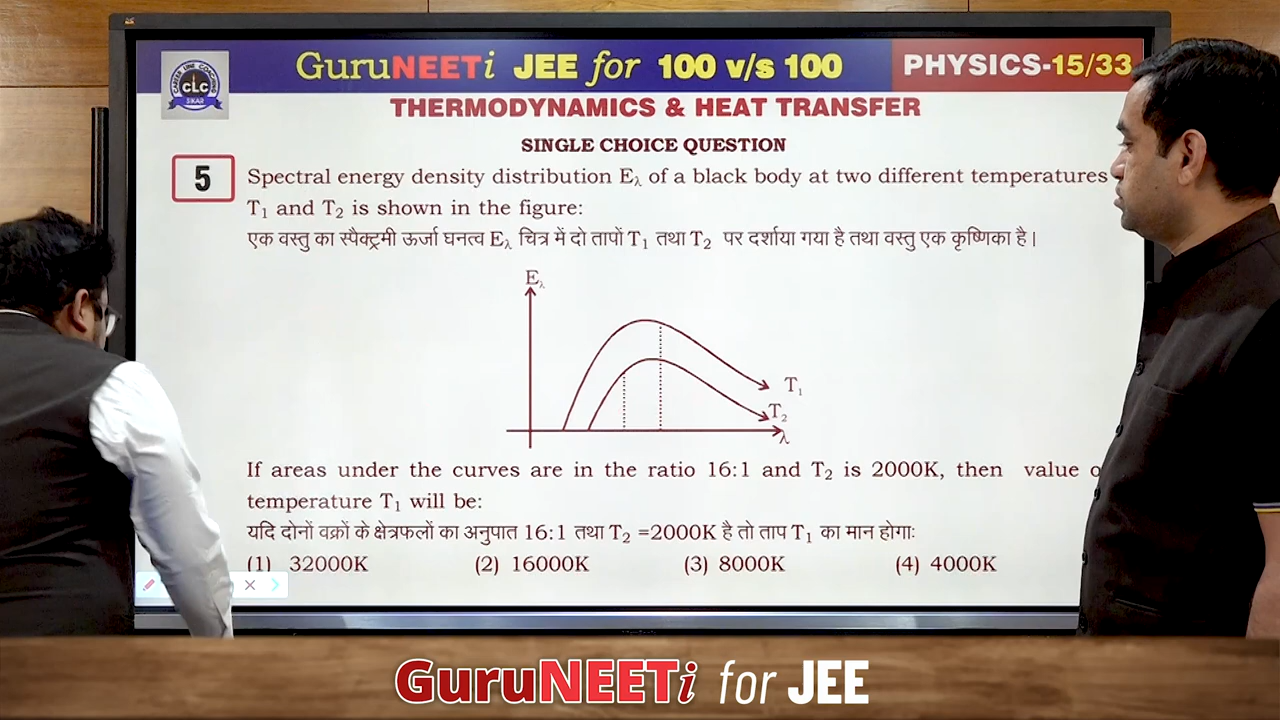 GuruNEETi JEE for 100 v/s 100
PHYSICS-15/33
CAREER LINE COACHING
CLC
SIKAR
THERMODYNAMICS & HEAT TRANSFER
SINGLE CHOICE QUESTION
5
Spectral energy density distribution Eλ of a black body at two different temperatures
T1 and T2 is shown in the figure:
एक वस्तु का स्पैक्ट्रमी ऊर्जा घनत्व Eλ चित्र में दो तापों T1 तथा T2 पर दर्शाया गया है तथा वस्तु एक कृष्णिका है।
Eλ
T1
T2
λ
If areas under the curves are in the ratio 16:1 and T2 is 2000K, then value
temperature T1 will be:
यदि दोनों वक्रों के क्षेत्रफलों का अनुपात 16:1 तथा T2 =2000K है तो ताप T1 का मान होगाः
(1) 32000K (2) 16000K (3) 8000K (4) 4000K
GuruNEETi for JEE